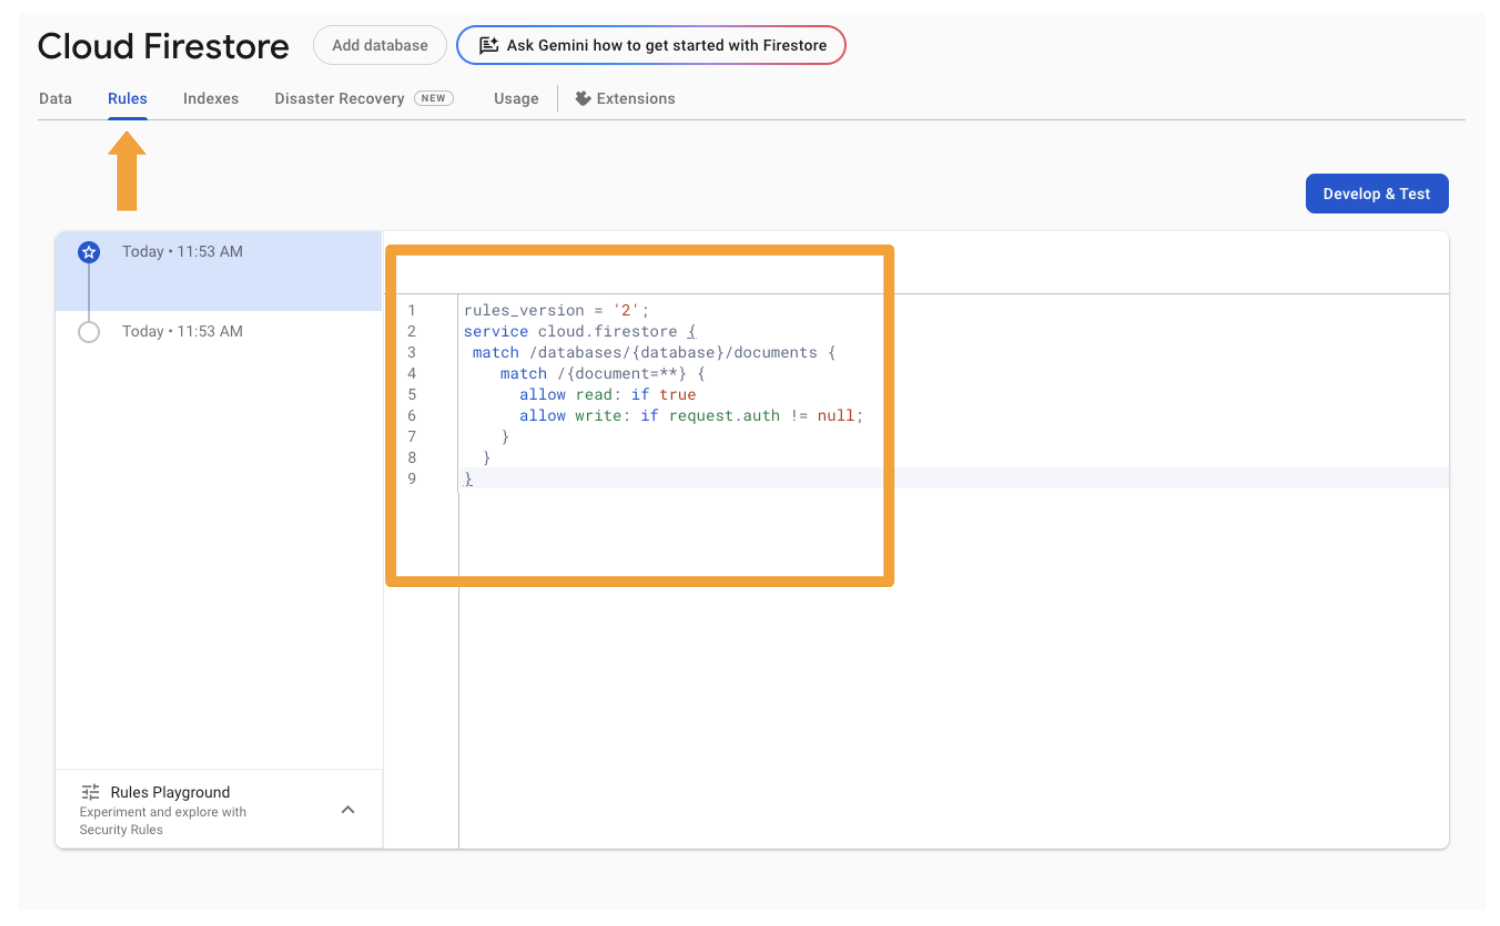 Cloud Firestore
Add database
Ask Gemini how to get started with Firestore
Data
Rules
Indexes
Disaster Recovery NEW
Usage
Extensions
Develop & Test
Today • 11:53 AM
Today • 11:53 AM
1 rules_version = '2';
2 service cloud.firestore {
3 match /databases/{database}/documents {
4 match /{document=**} {
5 allow read: if true
6 allow write: if request.auth != null;
7 }
8 }
9 }
Rules Playground
Experiment and explore with
Security Rules